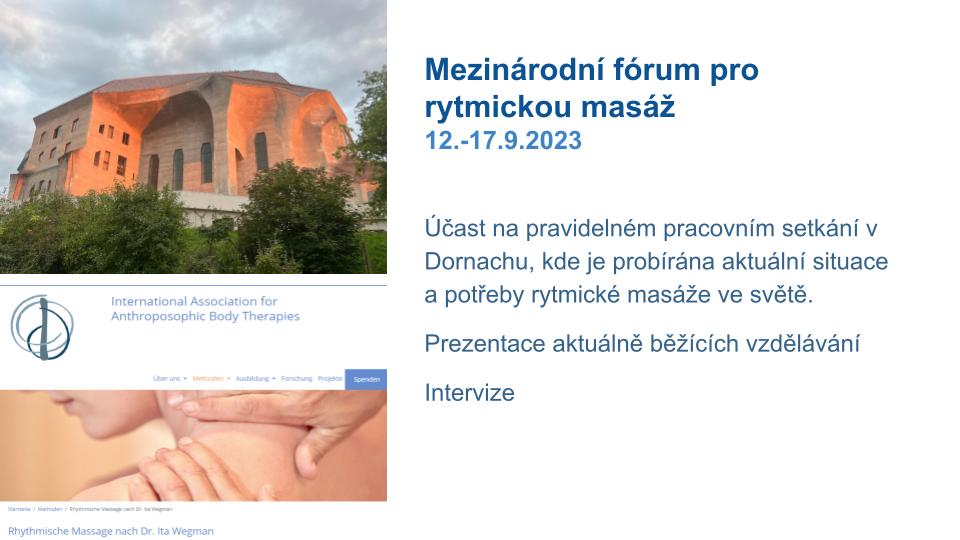 Mezinárodní fórum pro
rytmickou masáž
12.-17.9.2023
Účast na pravidelném pracovním setkání v
Dornachu, kde je probírána aktuální situace
a potřeby rytmické masáže ve světě.
Prezentace aktuálně běžících vzdělávání
Intervize
International Association for
Anthroposophic Body Therapies
Über uns Methoden Ausbildung Forschung Projekte Spenden
Startseite / Methoden / Rhythmische Massage nach Dr. Ita Wegman
Rhythmische Massage nach Dr. Ita Wegman